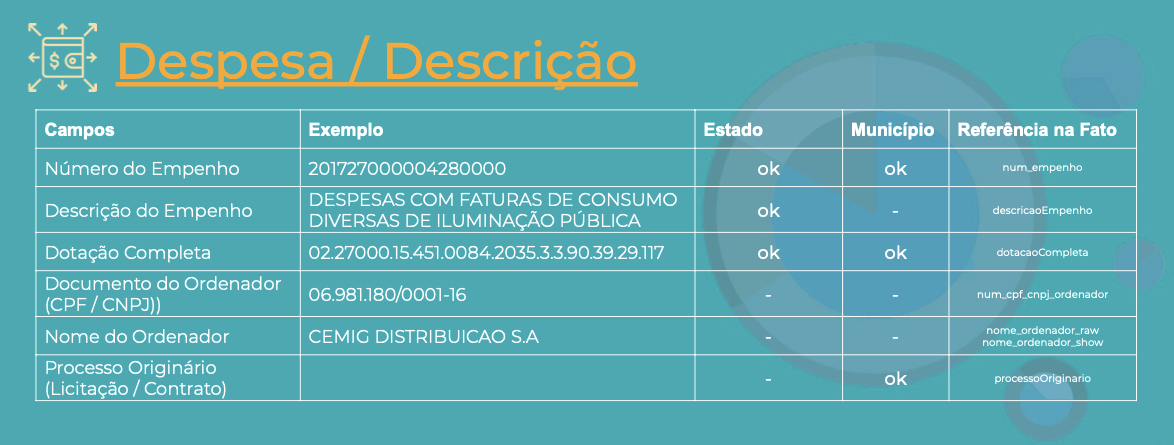 Despesa / Descrição
Campos Exemplo Estado Município Referência na Fato
Número do Empenho 201727000004280000 ok ok num_empenho
Descrição do Empenho DESPESAS COM FATURAS DE CONSUMO DIVERSAS DE ILUMINAÇÃO PÚBLICA ok - descricaoEmpenho
Dotação Completa 02.27000.15.451.0084.2035.3.3.90.39.29.117 ok ok dotacaoCompleta
Documento do Ordenador (CPF / CNPJ)) 06.981.180/0001-16 - - num_cpf_cnpj_ordenador
Nome do Ordenador CEMIG DISTRIBUICAO S.A - - nome_ordenador_raw nome_ordenador_show
Processo Originário (Licitação / Contrato) - ok processoOriginario